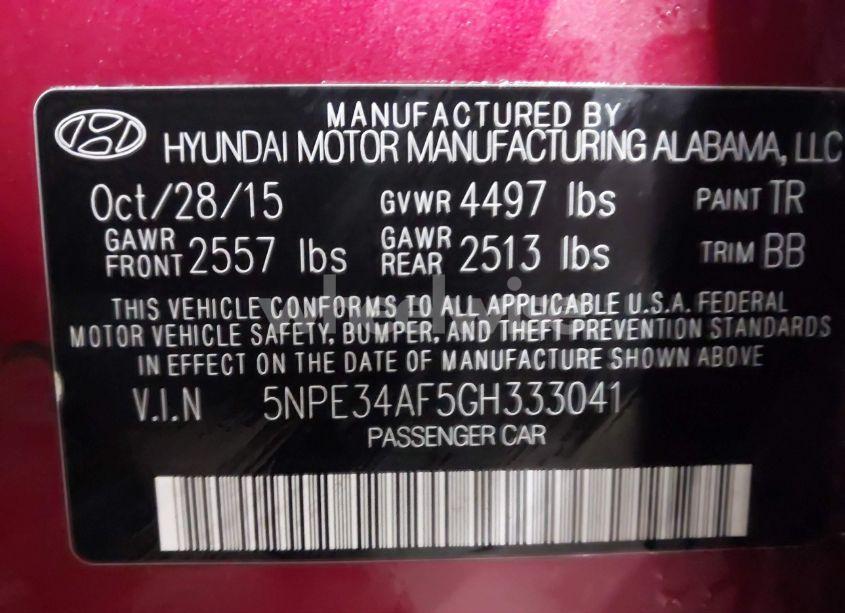 MANUFACTURED BY
HYUNDAI MOTOR MANUFACTURING ALABAMA, LLC
Oct/28/15 GVWR 4497 lbs PAINT TR
GAWR FRONT 2557 lbs GAWR REAR 2513 lbs TRIM BB
THIS VEHICLE CONFORMS TO ALL APPLICABLE U.S.A. FEDERAL
MOTOR VEHICLE SAFETY, BUMPER, AND THEFT PREVENTION STANDARDS
IN EFFECT ON THE DATE OF MANUFACTURE SHOWN ABOVE.
V.I.N 5NPE34AF5GH333041
PASSENGER CAR